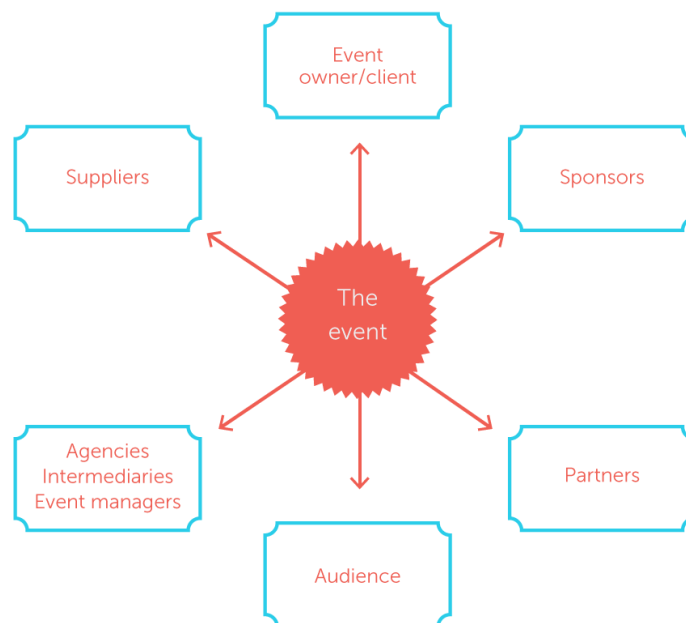 Event
owner/client
Suppliers
Sponsors
The
event
Agencies
Intermediaries
Event managers
Partners
Audience